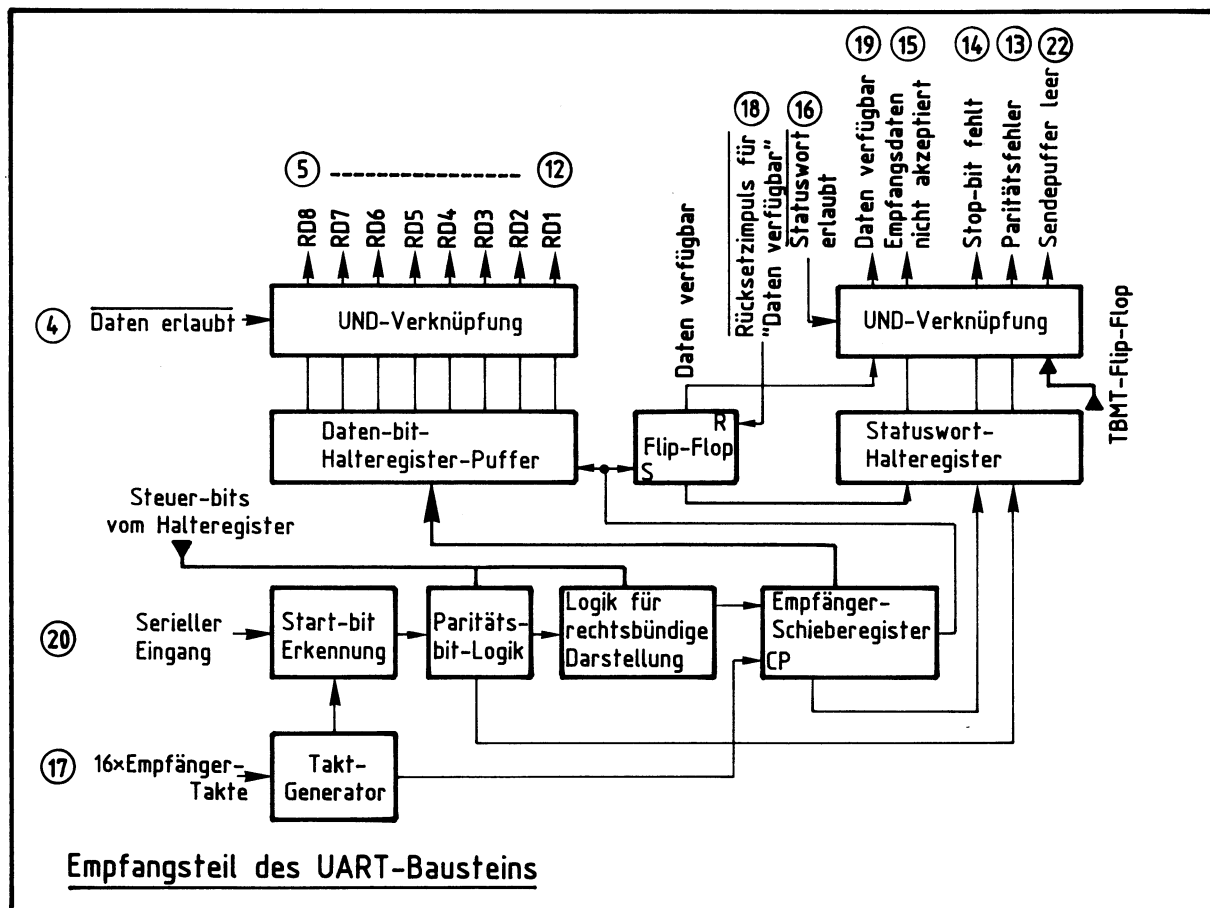 19
15
14
13
22
18
16
Daten verfügbar
Empfangsdaten
nicht akzeptiert
Stop-bit fehlt
Paritätsfehler
Sendepuffer leer
Rücksetzimpuls für
"Daten verfügbar"
Statuswort
erlaubt
Daten verfügbar
5
12
RD8
RD7
RD6
RD5
RD4
RD3
RD2
RD1
4
Daten erlaubt
UND-Verknüpfung
UND-Verknüpfung
TBMT-Flip-Flop
Daten-bit-
Halteregister-Puffer
R
Flip-Flop
S
Statuswort-
Halteregister
Steuer-bits
vom Halteregister
20
Serieller
Eingang
Start-bit
Erkennung
Paritäts-
bit-Logik
Logik für
rechtsbündige
Darstellung
Empfänger-
Schieberegister
CP
17
16×Empfänger-
Takte
Takt-
Generator
Empfangsteil des UART-Bausteins